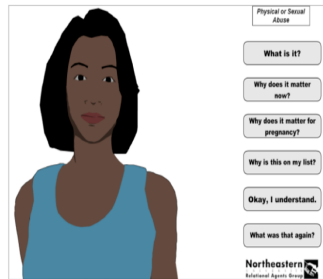 Physical or Sexual
Abuse
What is it?
Why does it matter
now?
Why does it matter for
pregnancy?
Why is this on my list?
Okay, I understand.
What was that again?
Northeastern
Relational Agents Group